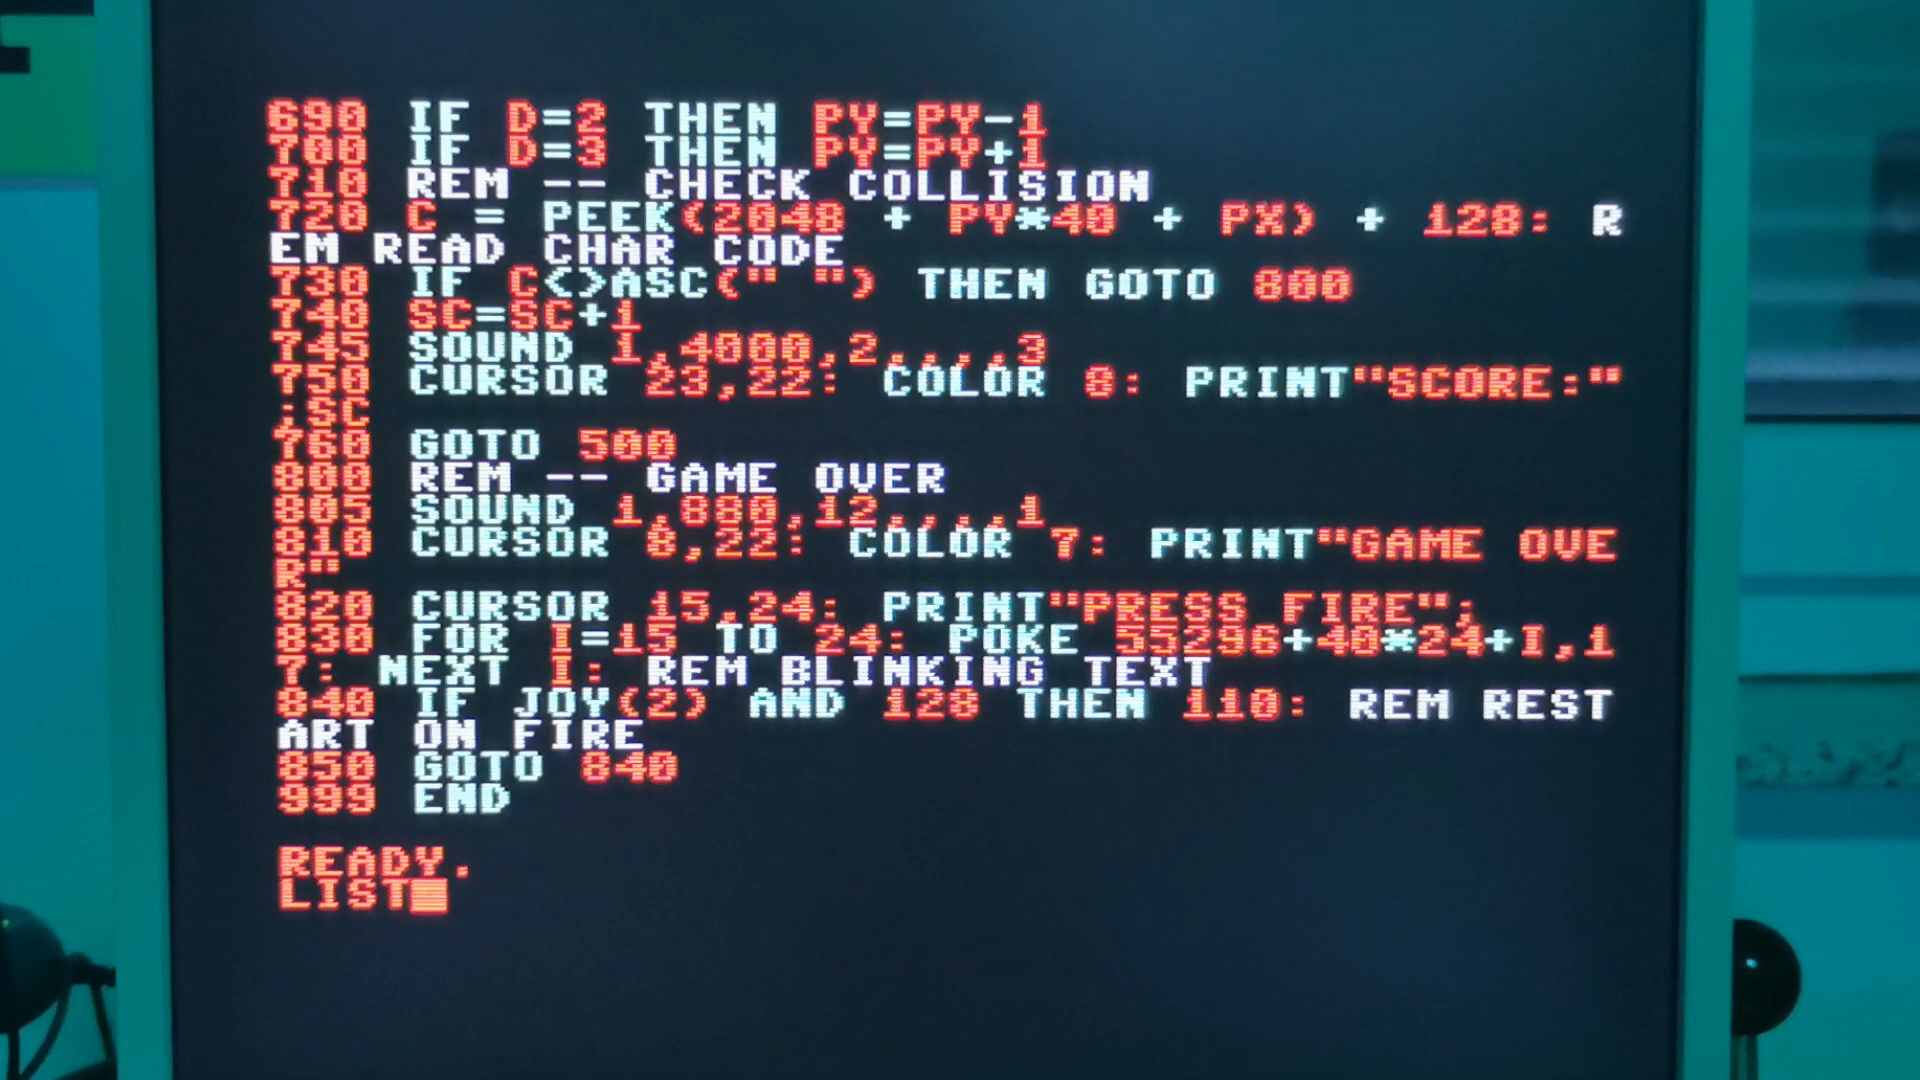 690 IF D=2 THEN PY=PY-1
700 IF D=3 THEN PY=PY+1
710 REM -- CHECK COLLISION
720 C = PEEK(2048 + PY*40 + PX) + 128: R
EM READ CHAR CODE
730 IF C<>ASC(" ") THEN GOTO 800
740 SC=SC+1
745 SOUND 1,4000,2,,,,3
750 CURSOR 23,22: COLOR 8: PRINT"SCORE:"
;SC
760 GOTO 500
800 REM -- GAME OVER
805 SOUND 1,880,12,,,,1
810 CURSOR 8,22: COLOR 7: PRINT"GAME OVE
R"
820 CURSOR 15,24: PRINT"PRESS FIRE";
830 FOR I=15 TO 24: POKE 55296+40*24+I,1
7: NEXT I: REM BLINKING TEXT
840 IF JOY(2) AND 128 THEN 110: REM REST
ART ON FIRE
850 GOTO 840
999 END
READY.
LIST